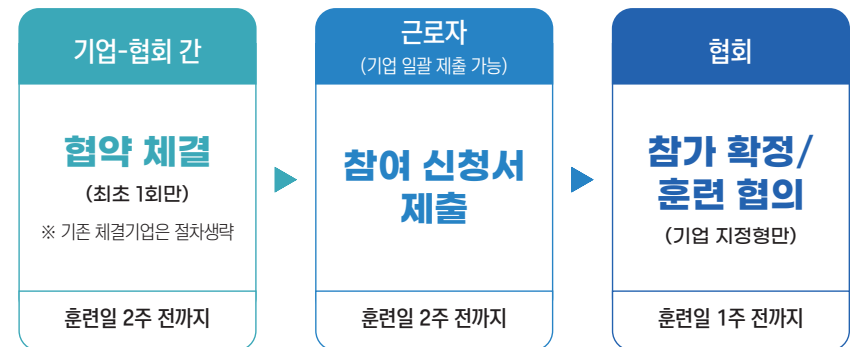 기업-협회 간
협약 체결
(최초 1회만)
※ 기존 체결기업은 절차생략
훈련일 2주 전까지
근로자
(기업 일괄 제출 가능)
참여 신청서
제출
훈련일 2주 전까지
협회
참가 확정/
훈련 협의
(기업 지정형만)
훈련일 1주 전까지